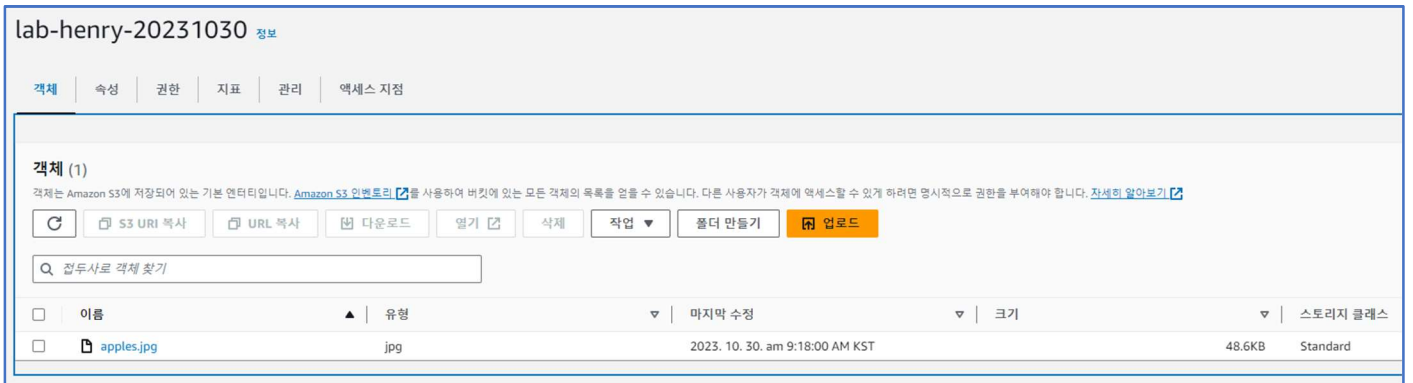 lab-henry-20231030 정보
객체 속성 권한 지표 관리 액세스 지점
객체 (1)
객체는 Amazon S3에 저장되어 있는 기본 엔터티입니다. Amazon S3 인벤토리를 사용하여 버킷에 있는 모든 객체의 목록을 얻을 수 있습니다. 다른 사용자가 객체에 액세스할 수 있게 하려면 명시적으로 권한을 부여해야 합니다. 자세히 알아보기
S3 URI 복사 URL 복사 다운로드 열기 삭제 작업 폴더 만들기 업로드
접두사로 객체 찾기
이름 유형 마지막 수정 크기 스토리지 클래스
apples.jpg jpg 2023. 10. 30. am 9:18:00 AM KST 48.6KB Standard